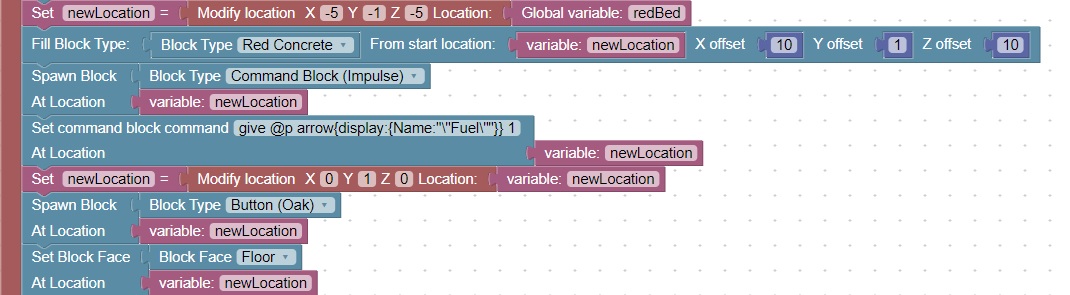 Set newLocation = Modify location X -5 Y -1 Z -5 Location: Global variable: redBed
Fill Block Type: Block Type Red Concrete From start location: variable: newLocation X offset 10 Y offset 1 Z offset 10
Spawn Block Block Type Command Block (Impulse)
At Location variable: newLocation
Set command block command give @p arrow{display:{Name:"\"Fuel\""}} 1
At Location variable: newLocation
Set newLocation = Modify location X 0 Y 1 Z 0 Location: variable: newLocation
Spawn Block Block Type Button (Oak)
At Location variable: newLocation
Set Block Face Block Face Floor
At Location variable: newLocation